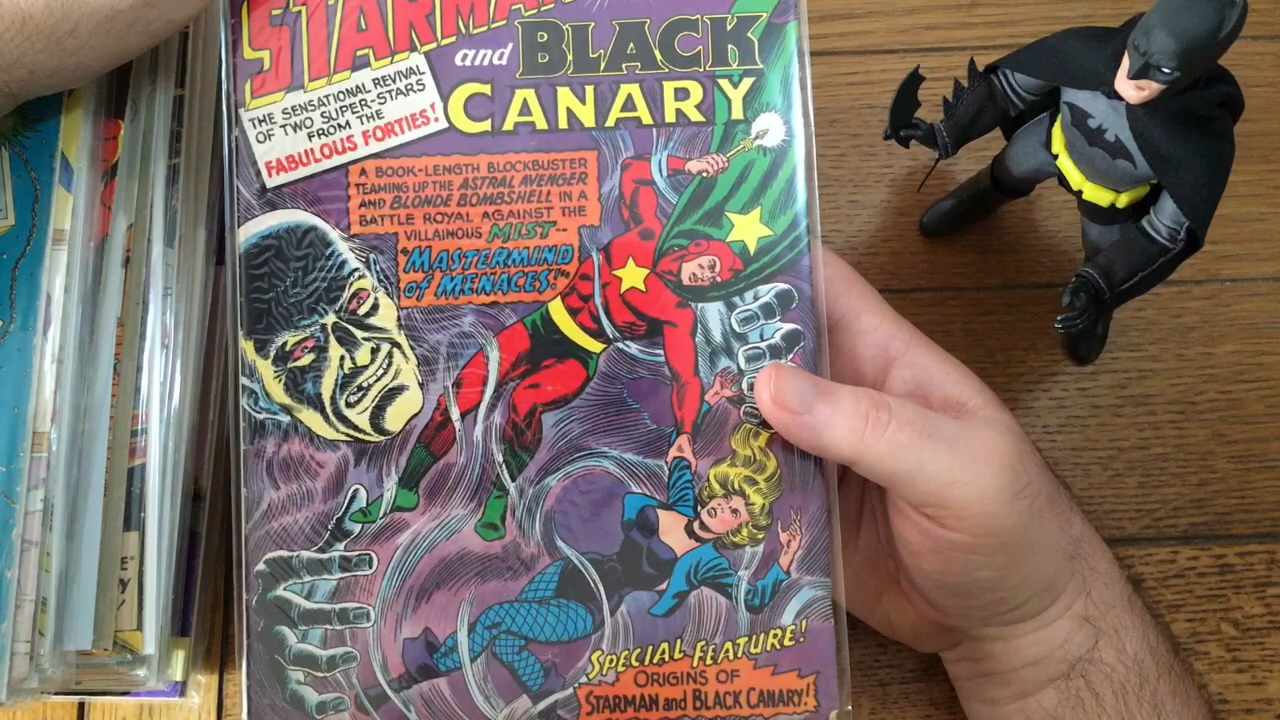 STARMAN
and BLACK
CANARY
THE SENSATIONAL REVIVAL
OF TWO SUPER-STARS
FROM THE
FABULOUS FORTIES!
A BOOK-LENGTH BLOCKBUSTER
TEAMING UP THE ASTRAL AVENGER
AND BLONDE BOMBSHELL IN A
BATTLE ROYAL AGAINST THE
VILLAINOUS MIST--
"MASTERMIND
of MENACES!"
SPECIAL FEATURE!
ORIGINS OF
STARMAN and BLACK CANARY!